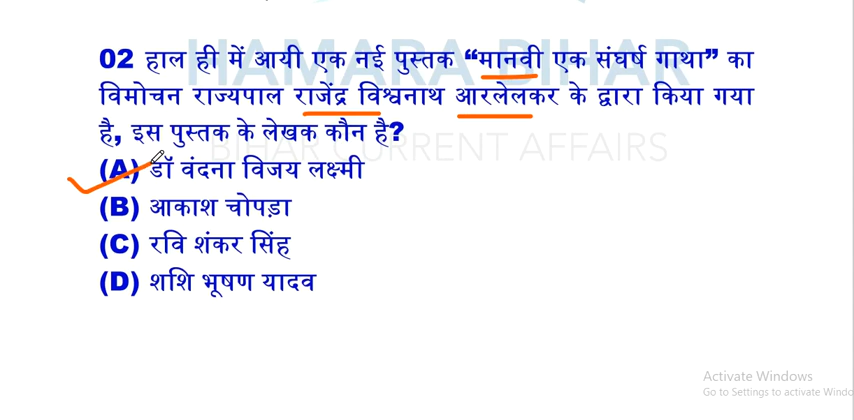 HAMARA BIHAR
02 हाल ही में आयी एक नई पुस्तक “मानवी एक संघर्ष गाथा” का
विमोचन राज्यपाल राजेंद्र विश्वनाथ आरलेलकर के द्वारा किया गया
है, इस पुस्तक के लेखक कौन है?
BIHAR CURRENT AFFAIRS
(A) डॉ वंदना विजय लक्ष्मी
(B) आकाश चोपड़ा
(C) रवि शंकर सिंह
(D) शशि भूषण यादव
Activate Windows
Go to Settings to activate Windo